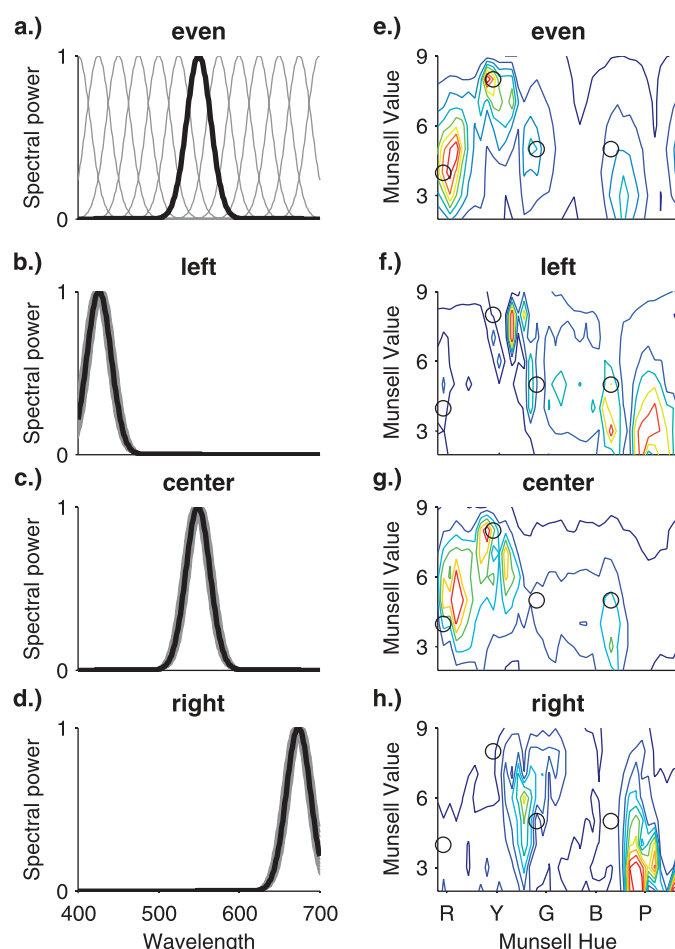 a.)
even
1
0
Spectral power
b.)
left
1
0
Spectral power
c.)
center
1
0
Spectral power
d.)
right
1
0
Spectral power
400
500
600
700
Wavelength
e.)
even
9
6
3
Munsell Value
f.)
left
9
6
3
Munsell Value
g.)
center
9
6
3
Munsell Value
h.)
right
9
6
3
Munsell Value
R
Y
G
B
P
Munsell Hue